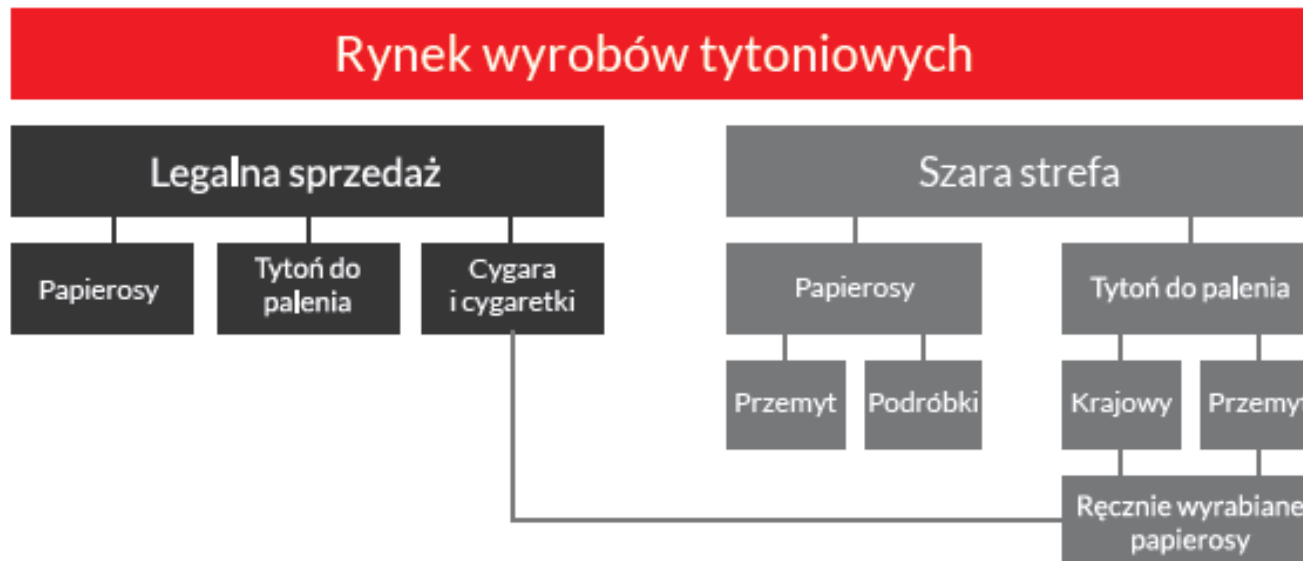 Rynek wyrobów tytoniowych
Legalna sprzedaż
Szara strefa
Papierosy
Tytoń do
palenia
Cygara
i cygaretki
Papierosy
Tytoń do palenia
Przemyt
Podróbki
Krajowy
Przemyt
Ręcznie wyrabiane
papierosy